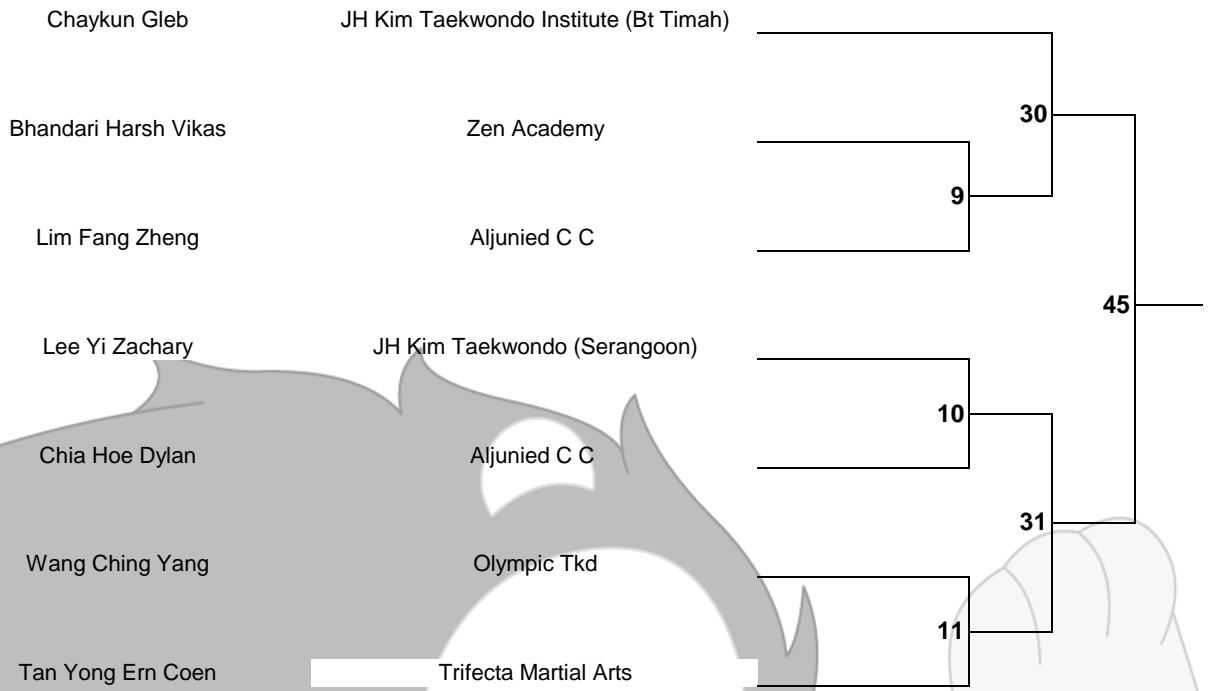 Chaykun Gleb JH Kim Taekwondo Institute (Bt Timah)
30
Bhandari Harsh Vikas Zen Academy
9
Lim Fang Zheng Aljunied C C
45
Lee Yi Zachary JH Kim Taekwondo (Serangoon)
10
Chia Hoe Dylan Aljunied C C
31
Wang Ching Yang Olympic Tkd
11
Tan Yong Ern Coen Trifecta Martial Arts